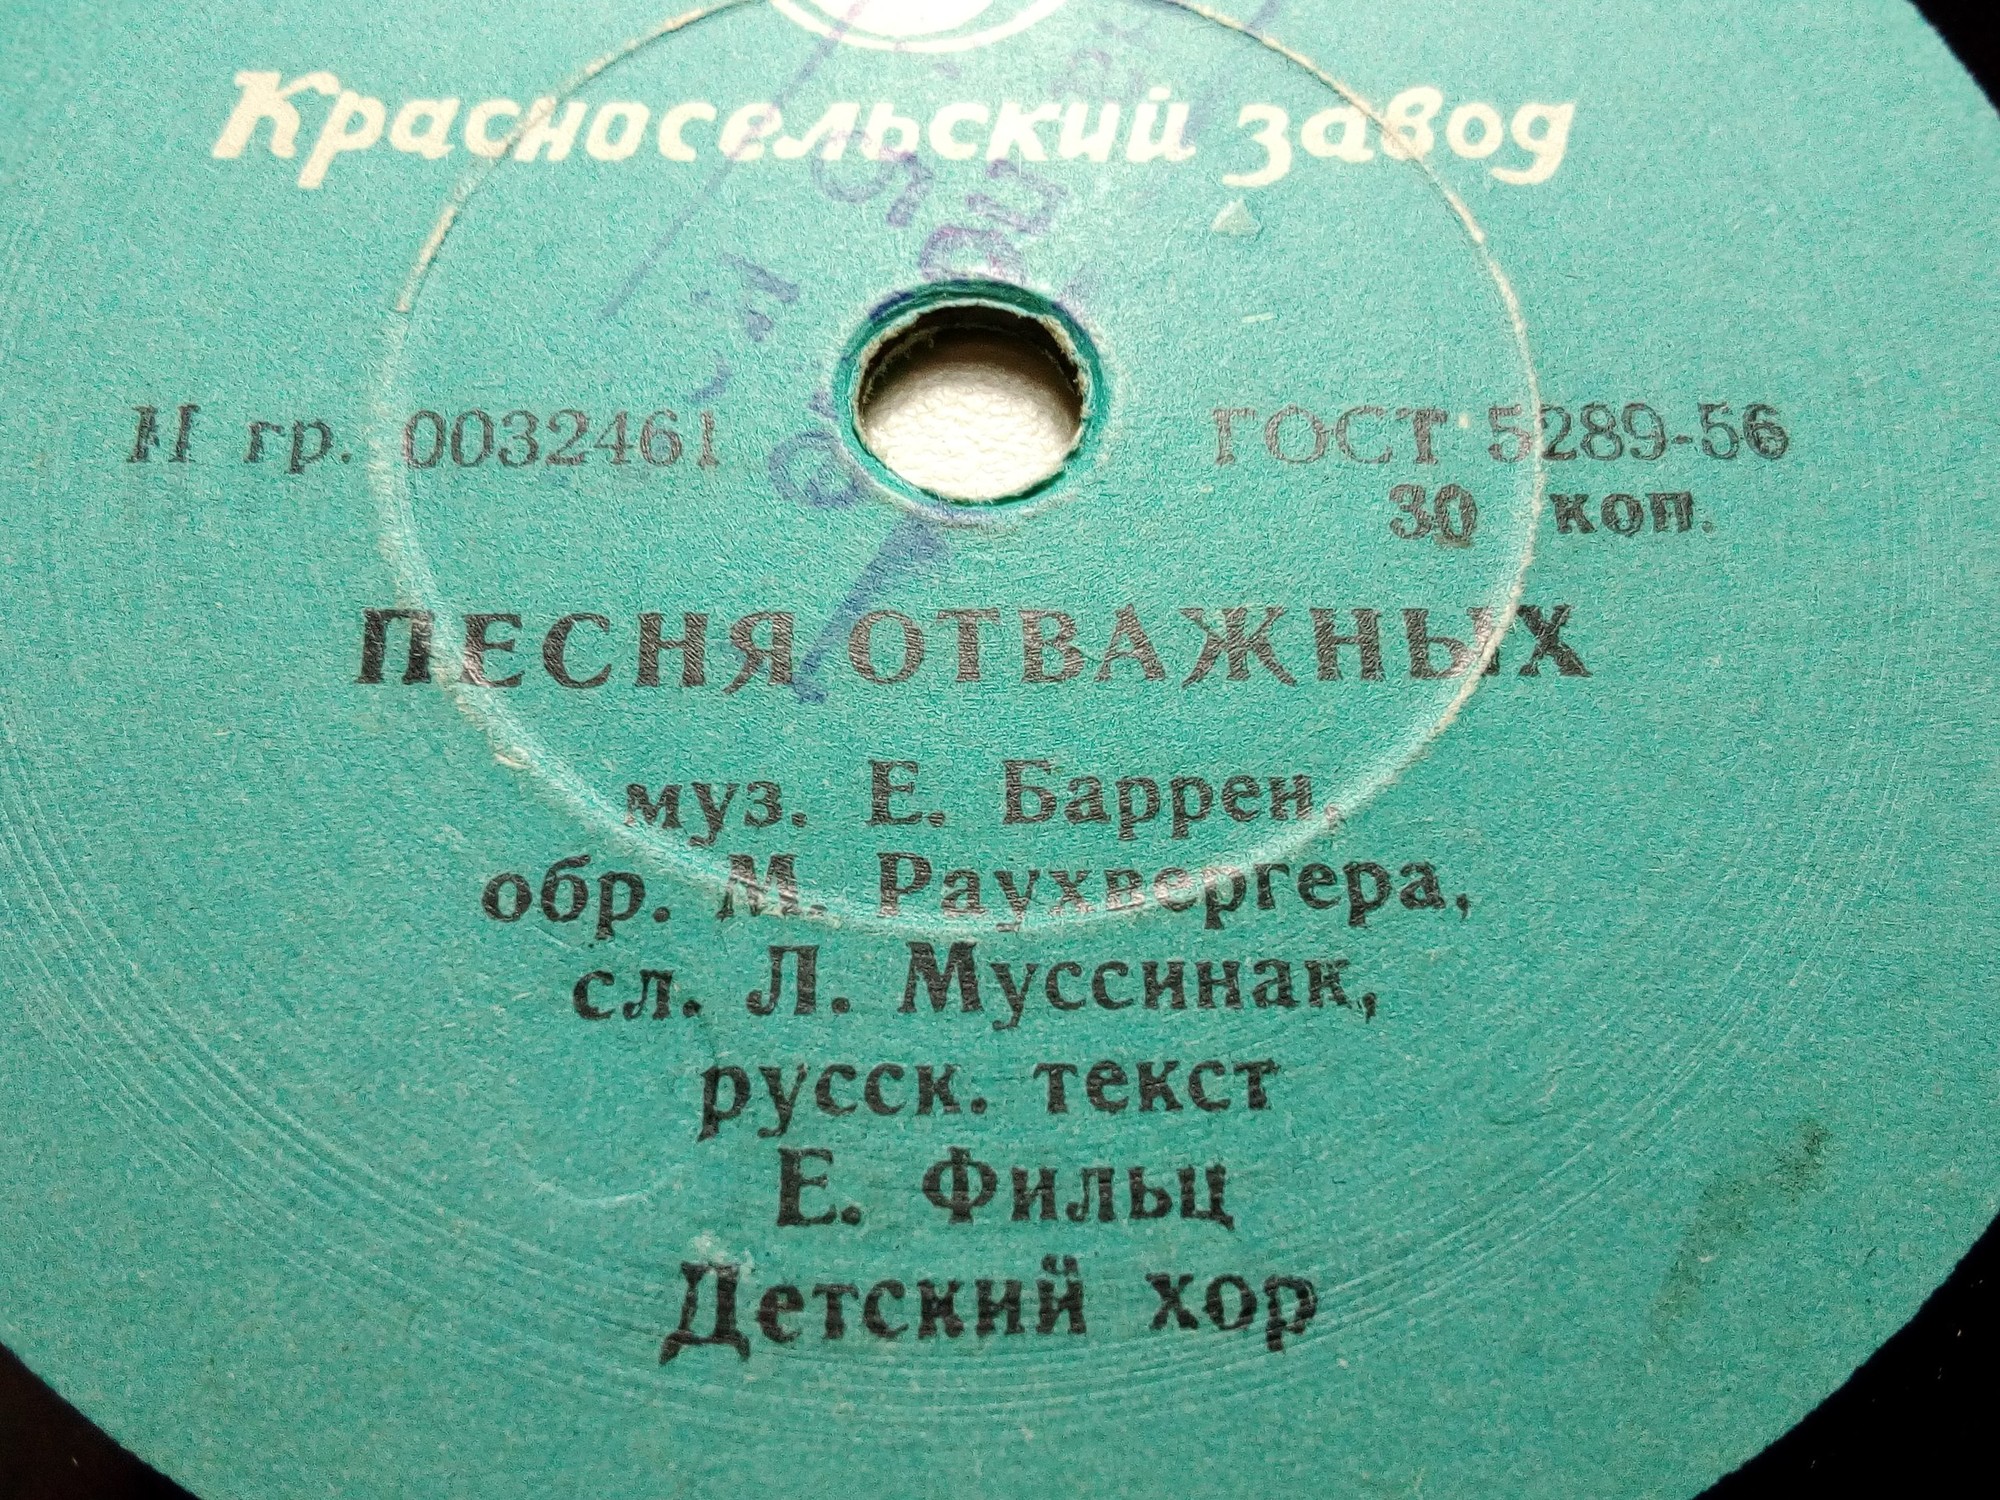 Красносельский завод
Н гр. 0032461 ГОСТ 5289-56
30 коп.
ПЕСНЯ ОТВАЖНЫХ
муз. Е. Баррен,
обр. М. Раухвергера,
сл. Л. Муссинак,
русск. текст
Е. Фильц
Детский хор